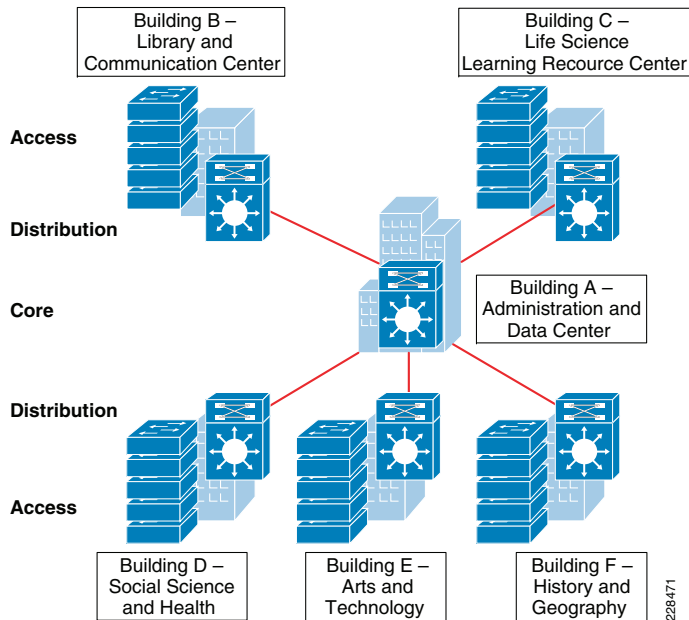 Building B –
Library and
Communication Center
Building C –
Life Science
Learning Recource Center
Access
Distribution
Core
Building A –
Administration and
Data Center
Distribution
Access
Building D –
Social Science
and Health
Building E –
Arts and
Technology
Building F –
History and
Geography
228471